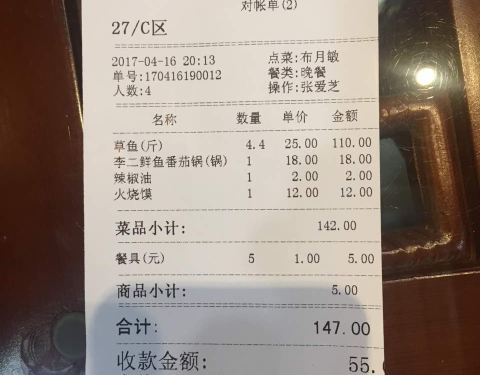 对帐单(2)
27/C区
2017-04-16 20:13 点菜:布月敏
单号:170416190012 餐类:晚餐
人数:4 操作:张爱芝
名称 数量 单价 金额
草鱼(斤) 4.4 25.00 110.00
李二鲜鱼番茄锅(锅) 1 18.00 18.00
辣椒油 1 2.00 2.00
火烧馍 1 12.00 12.00
菜品小计: 142.00
餐具(元) 5 1.00 5.00
商品小计: 5.00
合计: 147.00
收款金额: 55.